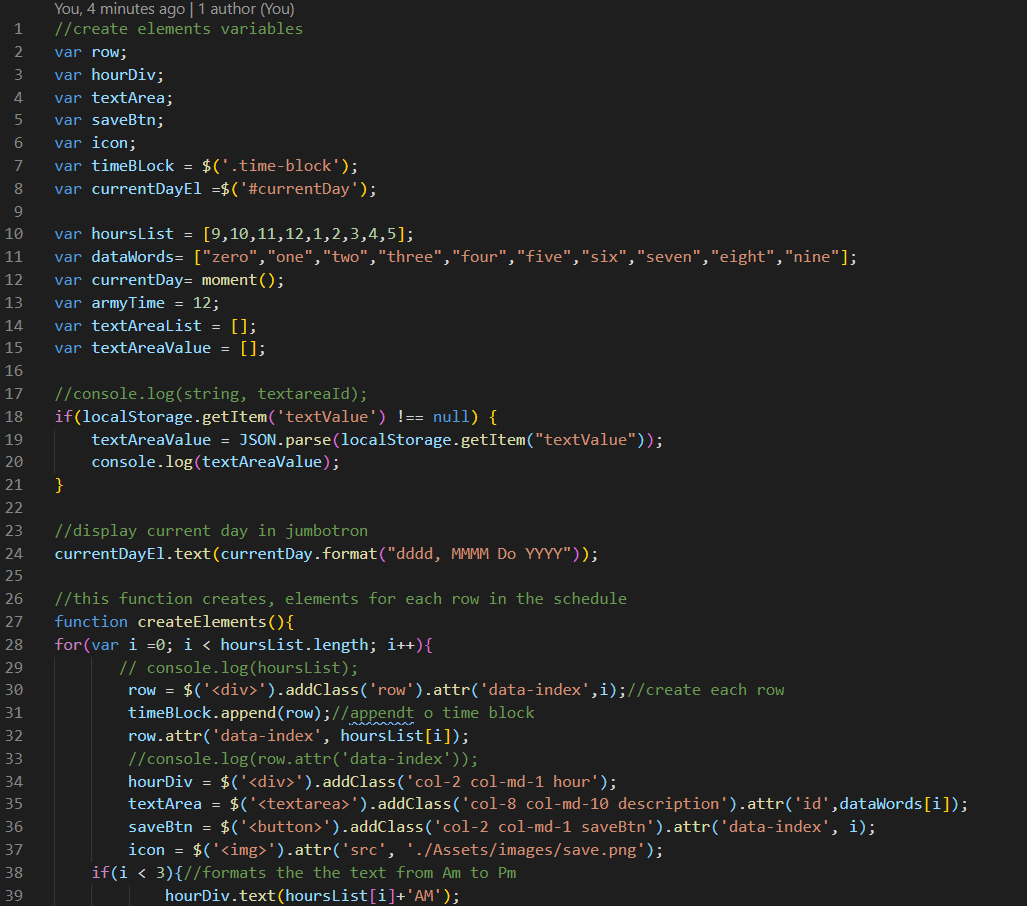 You, 4 minutes ago | 1 author (You)
1 //create elements variables
2 var row;
3 var hourDiv;
4 var textArea;
5 var saveBtn;
6 var icon;
7 var timeBLock = $('.time-block');
8 var currentDayEl =$('#currentDay');
9
10 var hoursList = [9,10,11,12,1,2,3,4,5];
11 var dataWords= ["zero","one","two","three","four","five","six","seven","eight","nine"];
12 var currentDay= moment();
13 var armyTime = 12;
14 var textAreaList = [];
15 var textAreaValue = [];
16
17 //console.log(string, textareaId);
18 if(localStorage.getItem('textValue') !== null) {
19     textAreaValue = JSON.parse(localStorage.getItem("textValue"));
20     console.log(textAreaValue);
21 }
22
23 //display current day in jumbotron
24 currentDayEl.text(currentDay.format("dddd, MMMM Do YYYY"));
25
26 //this function creates, elements for each row in the schedule
27 function createElements(){
28 for(var i =0; i < hoursList.length; i++){
29        // console.log(hoursList);
30         row = $('<div>').addClass('row').attr('data-index',i);//create each row
31         timeBLock.append(row);//appendt o time block
32         row.attr('data-index', hoursList[i]);
33         //console.log(row.attr('data-index'));
34         hourDiv = $('<div>').addClass('col-2 col-md-1 hour');
35         textArea = $('<textarea>').addClass('col-8 col-md-10 description').attr('id',dataWords[i]);
36         saveBtn = $('<button>').addClass('col-2 col-md-1 saveBtn').attr('data-index', i);
37         icon = $('<img>').attr('src', './Assets/images/save.png');
38     if(i < 3){//formats the the text from Am to Pm
39             hourDiv.text(hoursList[i]+'AM');